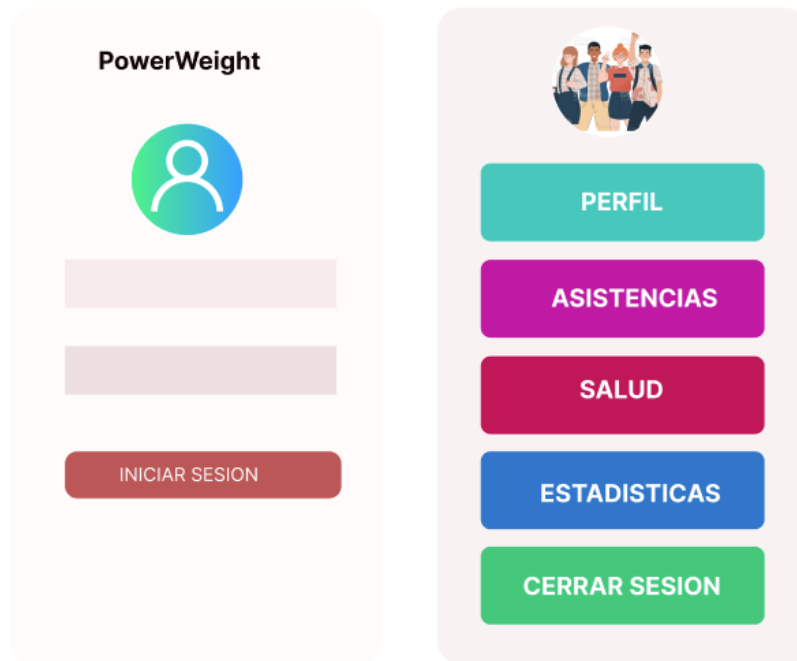 PowerWeight
INICIAR SESION
PERFIL
ASISTENCIAS
SALUD
ESTADISTICAS
CERRAR SESION